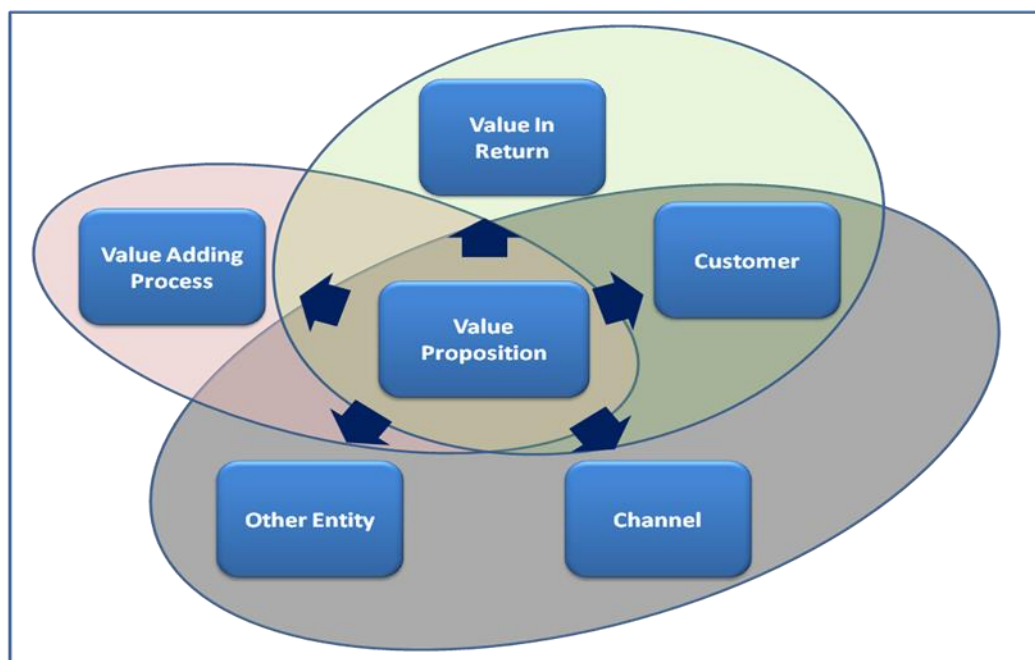 Value In
Return
Value Adding
Process
Customer
Value
Proposition
Other Entity
Channel